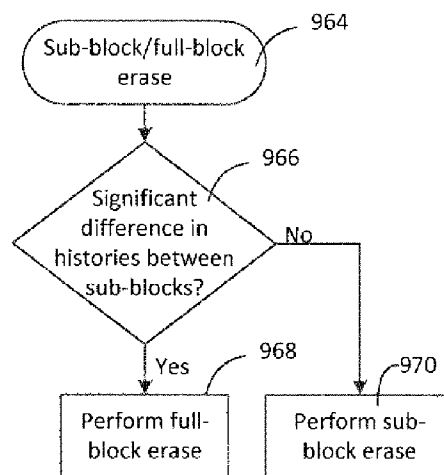 Sub-block/full-block
erase
964
966
Significant
difference in
histories between
sub-blocks?
No
Yes
968
970
Perform full-
block erase
Perform sub-
block erase